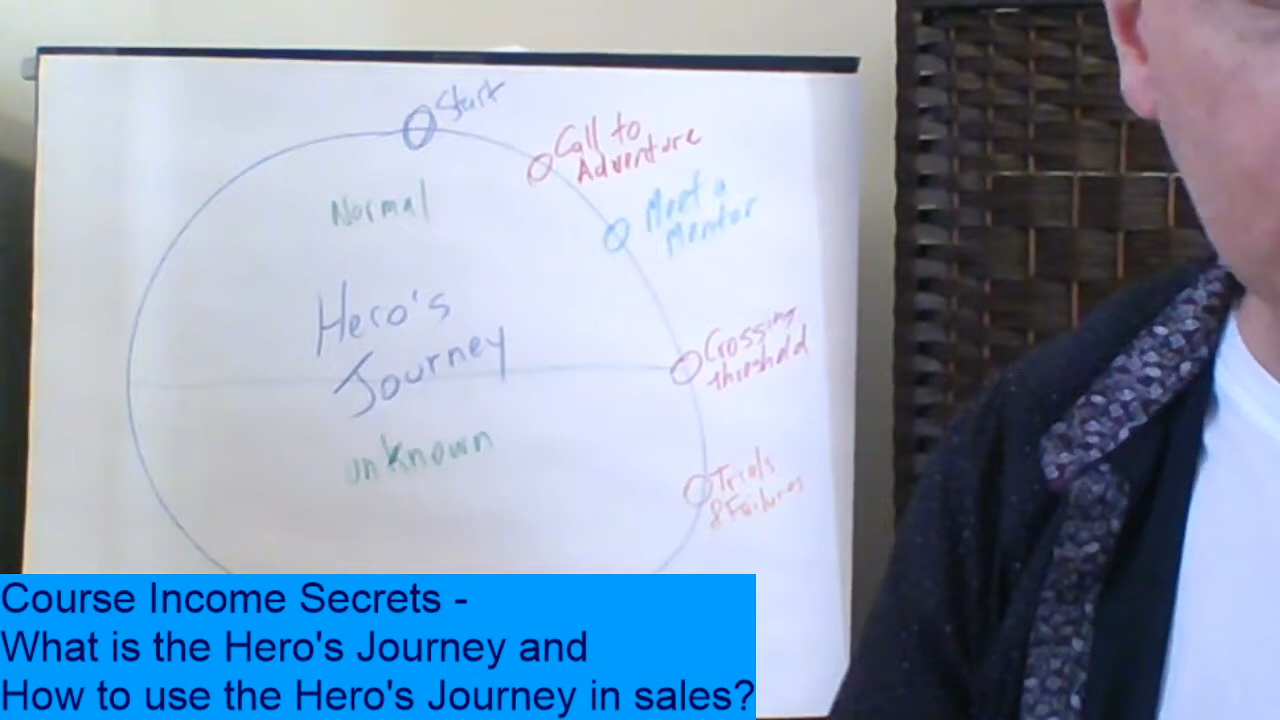 Start
Call to
Adventure
Normal
Meet a
Mentor
Hero's
Journey
Crossing
threshold
unknown
Trials
& Failures
Course Income Secrets -
What is the Hero's Journey and
How to use the Hero's Journey in sales?